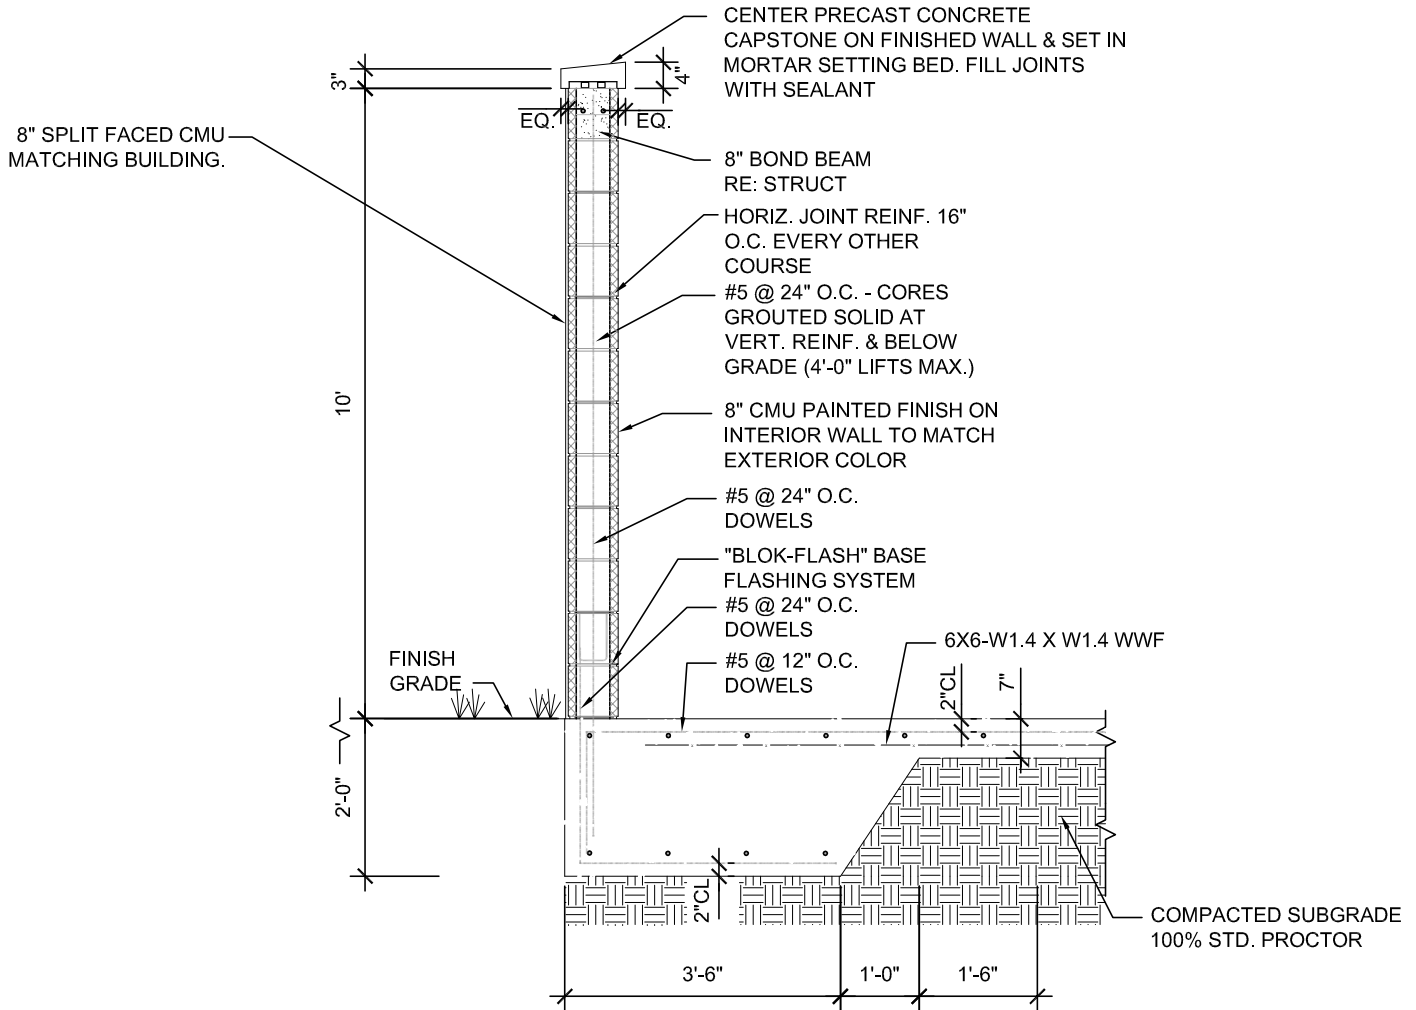 CENTER PRECAST CONCRETE
CAPSTONE ON FINISHED WALL & SET IN
MORTAR SETTING BED. FILL JOINTS
WITH SEALANT
3"
4"
EQ.
EQ.
8" SPLIT FACED CMU
MATCHING BUILDING.
8" BOND BEAM
RE: STRUCT
HORIZ. JOINT REINF. 16"
O.C. EVERY OTHER
COURSE
#5 @ 24" O.C. - CORES
GROUTED SOLID AT
VERT. REINF. & BELOW
GRADE (4'-0" LIFTS MAX.)
10'
8" CMU PAINTED FINISH ON
INTERIOR WALL TO MATCH
EXTERIOR COLOR
#5 @ 24" O.C.
DOWELS
"BLOK-FLASH" BASE
FLASHING SYSTEM
#5 @ 24" O.C.
DOWELS
#5 @ 12" O.C.
DOWELS
6X6-W1.4 X W1.4 WWF
FINISH
GRADE
2"CL
7"
2'-0"
2"CL
COMPACTED SUBGRADE
100% STD. PROCTOR
3'-6"
1'-0"
1'-6"